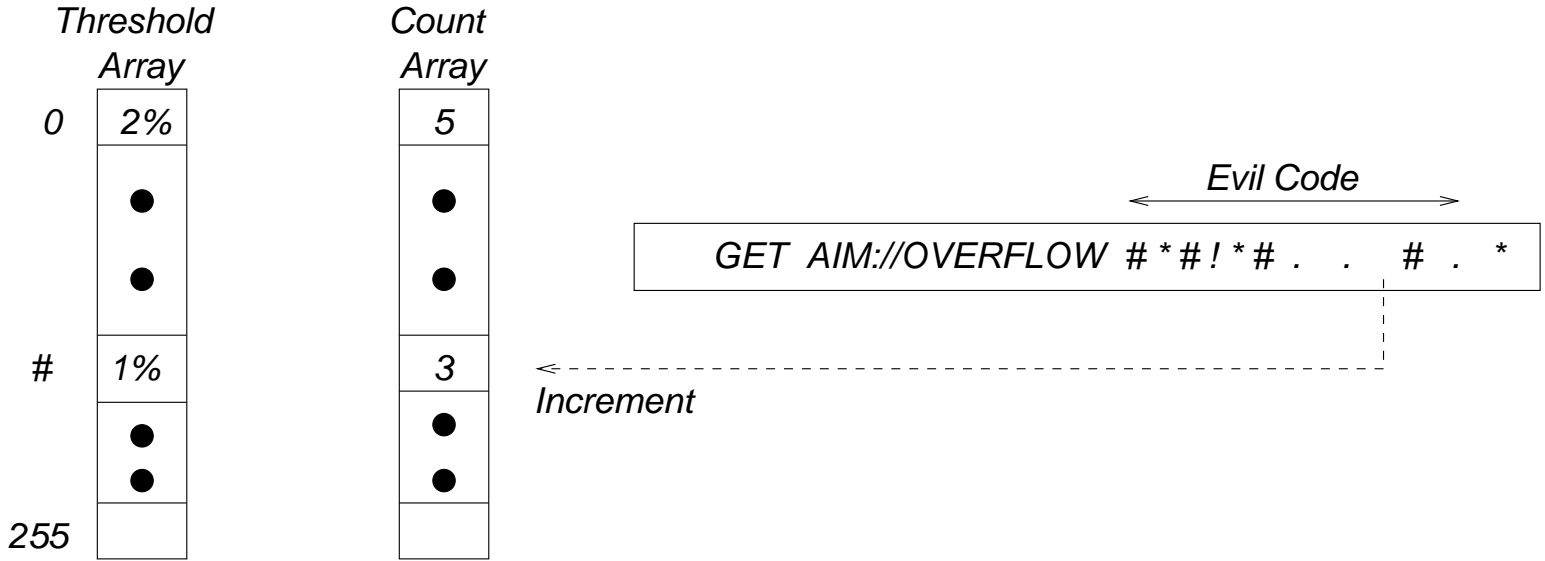 Threshold Count
Array Array
0 2% 5
Evil Code
GET AIM://OVERFLOW # * # ! * # . . # . *
# 1% 3
Increment
255